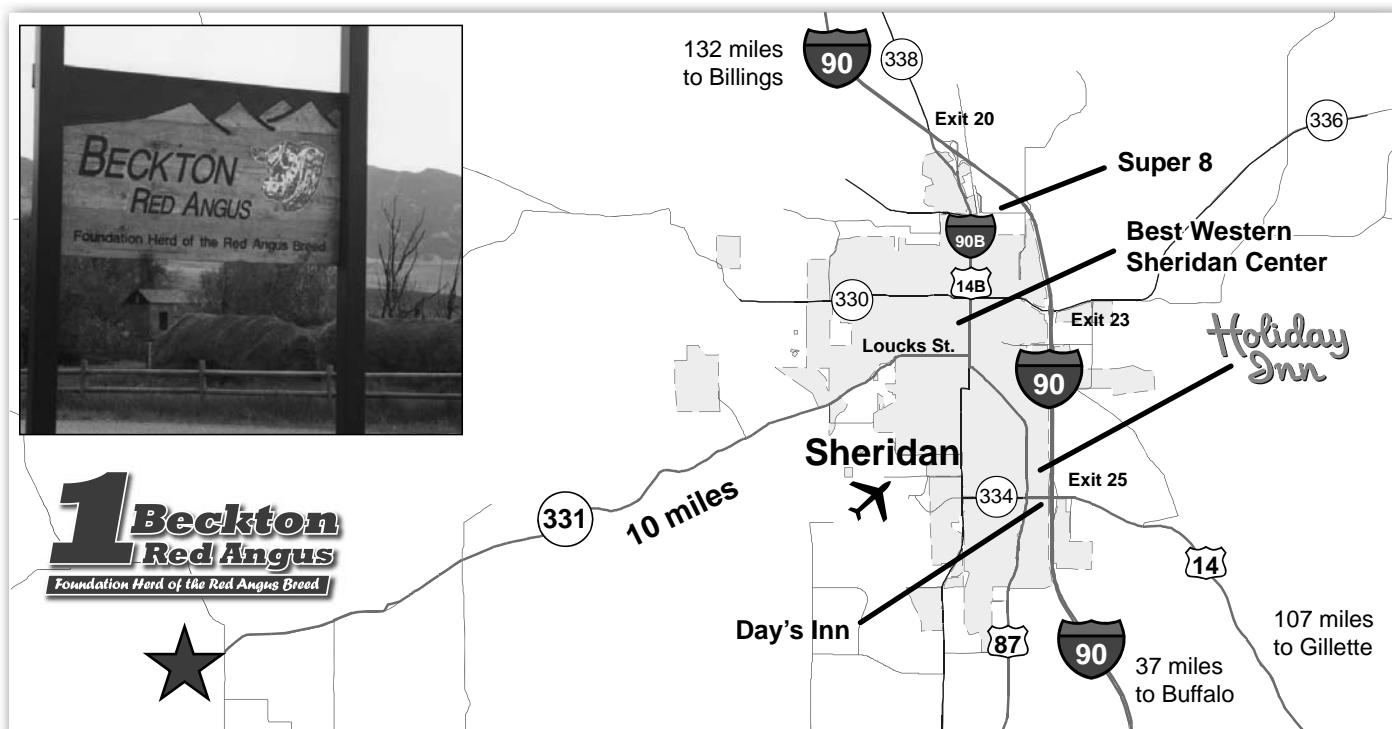 BECKTON
RED ANGUS
Foundation Herd of the Red Angus Breed
132 miles
to Billings
90
338
Exit 20
336
Super 8
90B
Best Western
Sheridan Center
14B
330
Exit 23
Holiday
Inn
Loucks St.
90
Sheridan
Exit 25
334
10 miles
331
1 Beckton
Red Angus
Foundation Herd of the Red Angus Breed
14
Day's Inn
87
90
107 miles
to Gillette
37 miles
to Buffalo